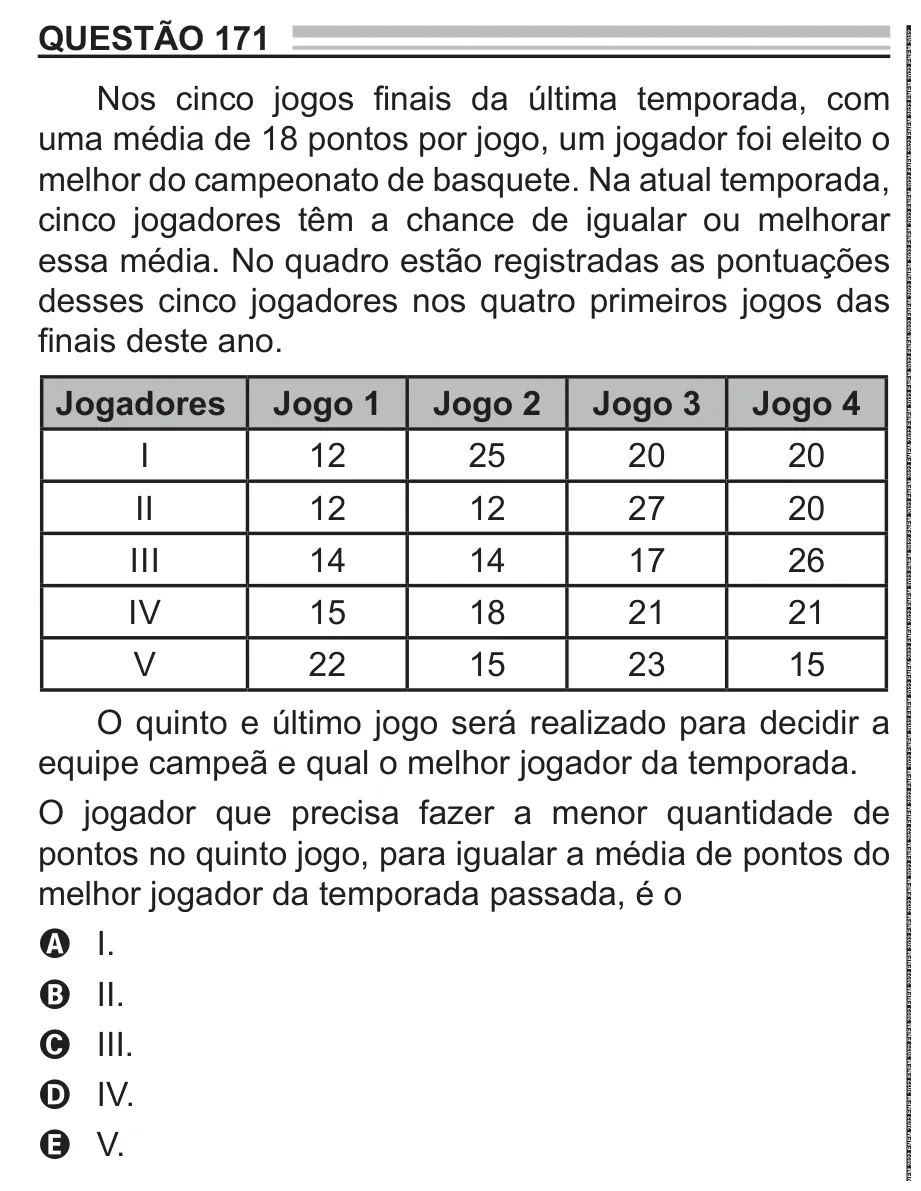 QUESTÃO 171
Nos cinco jogos finais da última temporada, com
uma média de 18 pontos por jogo, um jogador foi eleito o
melhor do campeonato de basquete. Na atual temporada,
cinco jogadores têm a chance de igualar ou melhorar
essa média. No quadro estão registradas as pontuações
desses cinco jogadores nos quatro primeiros jogos das
finais deste ano.
Jogadores Jogo 1 Jogo 2 Jogo 3 Jogo 4
I 12 25 20 20
II 12 12 27 20
III 14 14 17 26
IV 15 18 21 21
V 22 15 23 15
O quinto e último jogo será realizado para decidir a
equipe campeã e qual o melhor jogador da temporada.
O jogador que precisa fazer a menor quantidade de
pontos no quinto jogo, para igualar a média de pontos do
melhor jogador da temporada passada, é o
A I.
B II.
C III.
D IV.
E V.